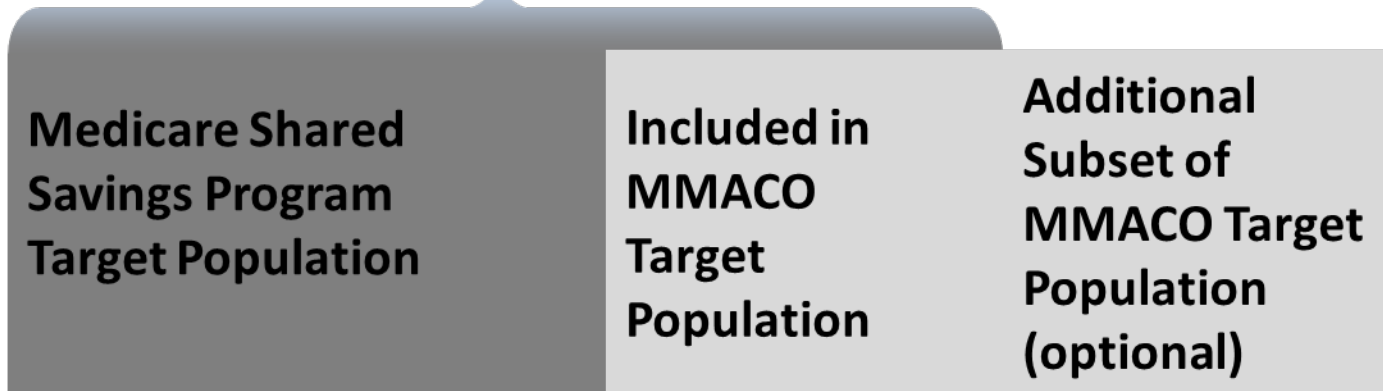 Medicare Shared
Savings Program
Target Population
Included in
MMACO
Target
Population
Additional
Subset of
MMACO Target
Population
(optional)